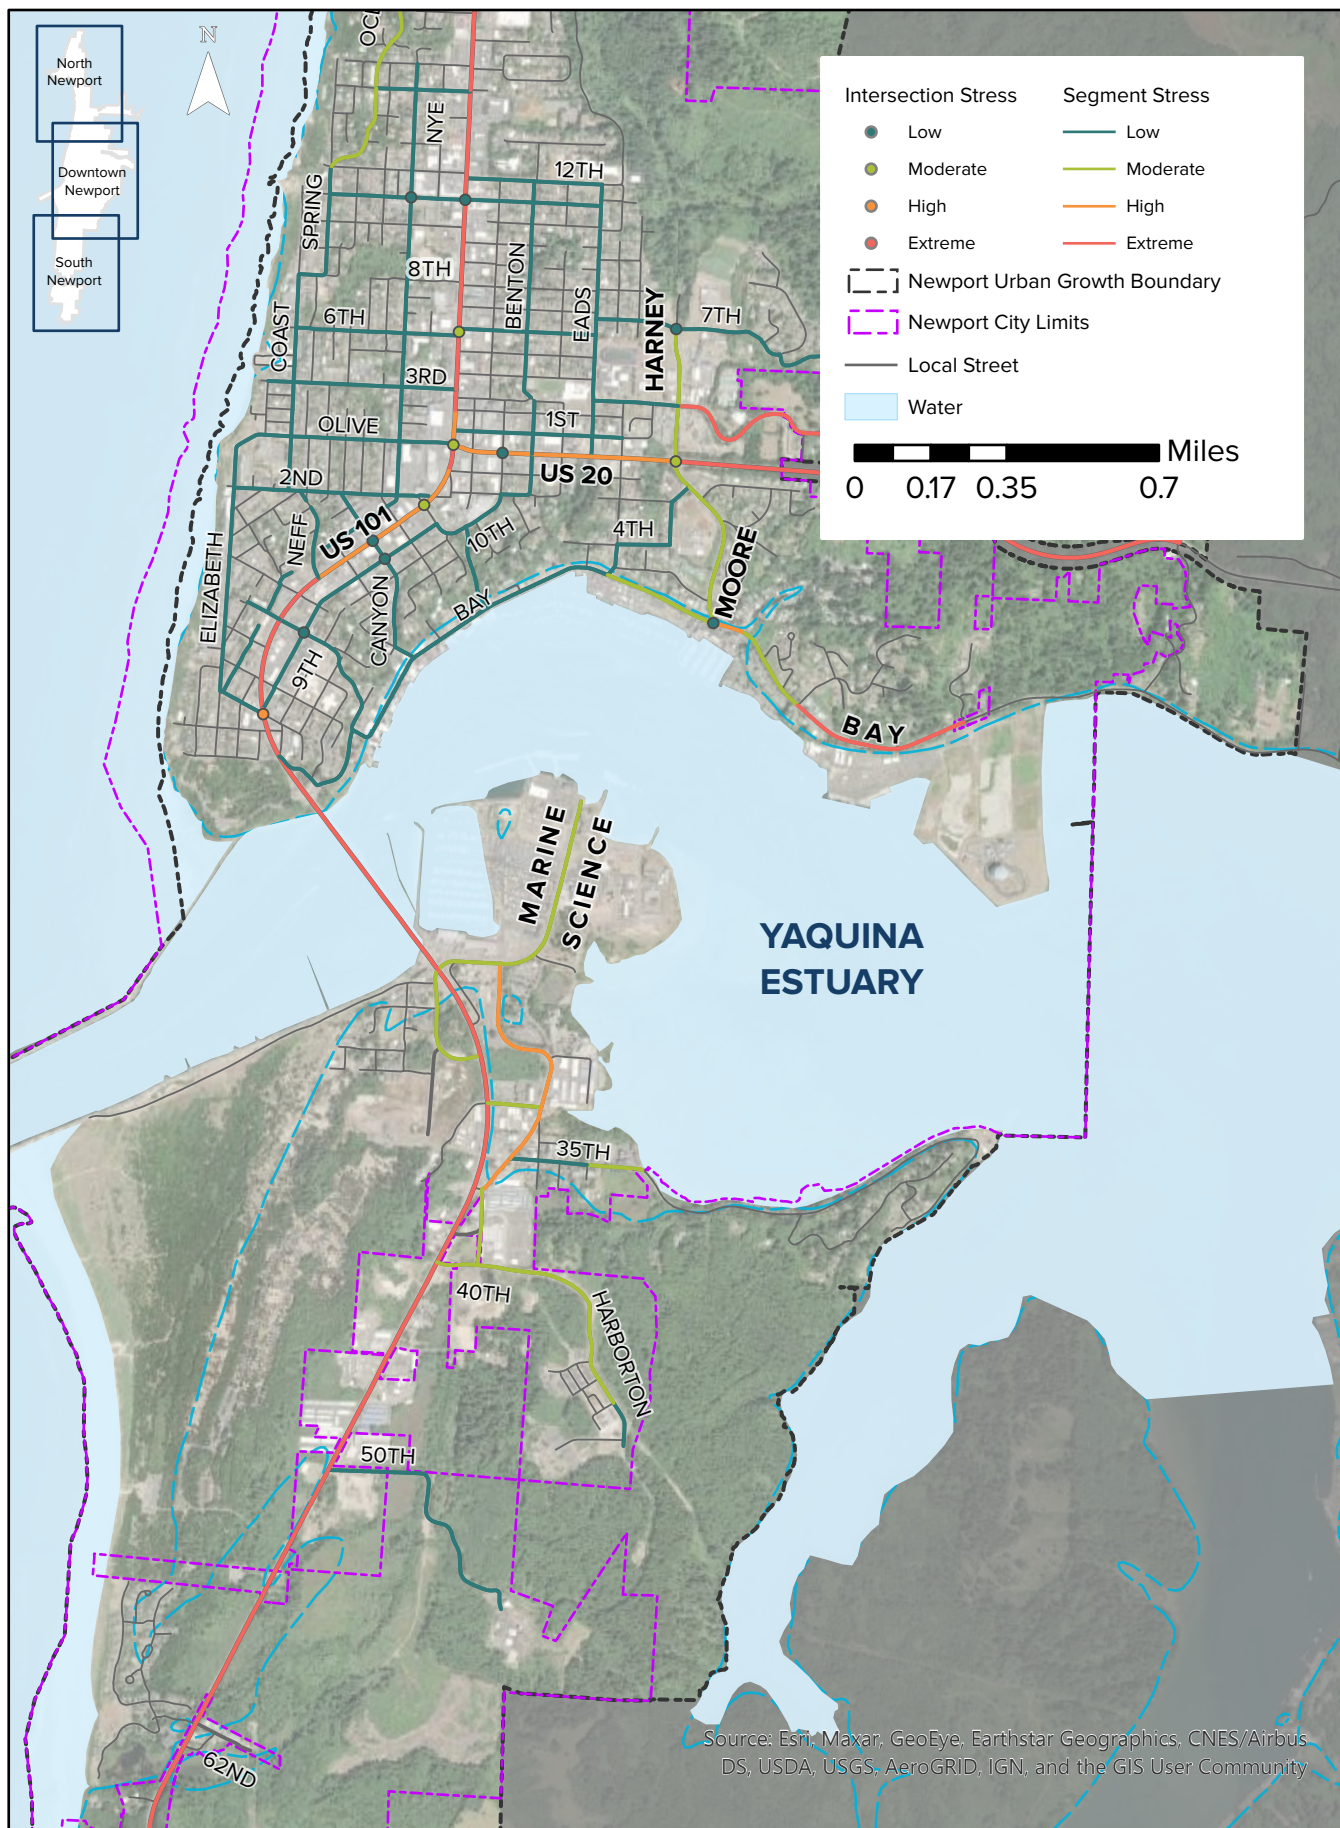 North
Newport
Downtown
Newport
South
Newport
N
Intersection Stress
Low
Moderate
High
Extreme
Segment Stress
Low
Moderate
High
Extreme
Newport Urban Growth Boundary
Newport City Limits
Local Street
Water
Miles
0 0.17 0.35 0.7
NYE
12TH
SPRING
8TH
BENTON
EADS
HARNEY
7TH
6TH
COAST
3RD
1ST
OLIVE
US 20
2ND
NEFF
US 101
10TH
4TH
ELIZABETH
CANYON
BAY
MOORE
9TH
BAY
MARINE
SCIENCE
YAQUINA
ESTUARY
35TH
40TH
HARBORTON
50TH
62ND
Source: Esri, Maxar, GeoEye, Earthstar Geographics, CNES/Airbus
DS, USDA, USGS, AeroGRID, IGN, and the GIS User Community